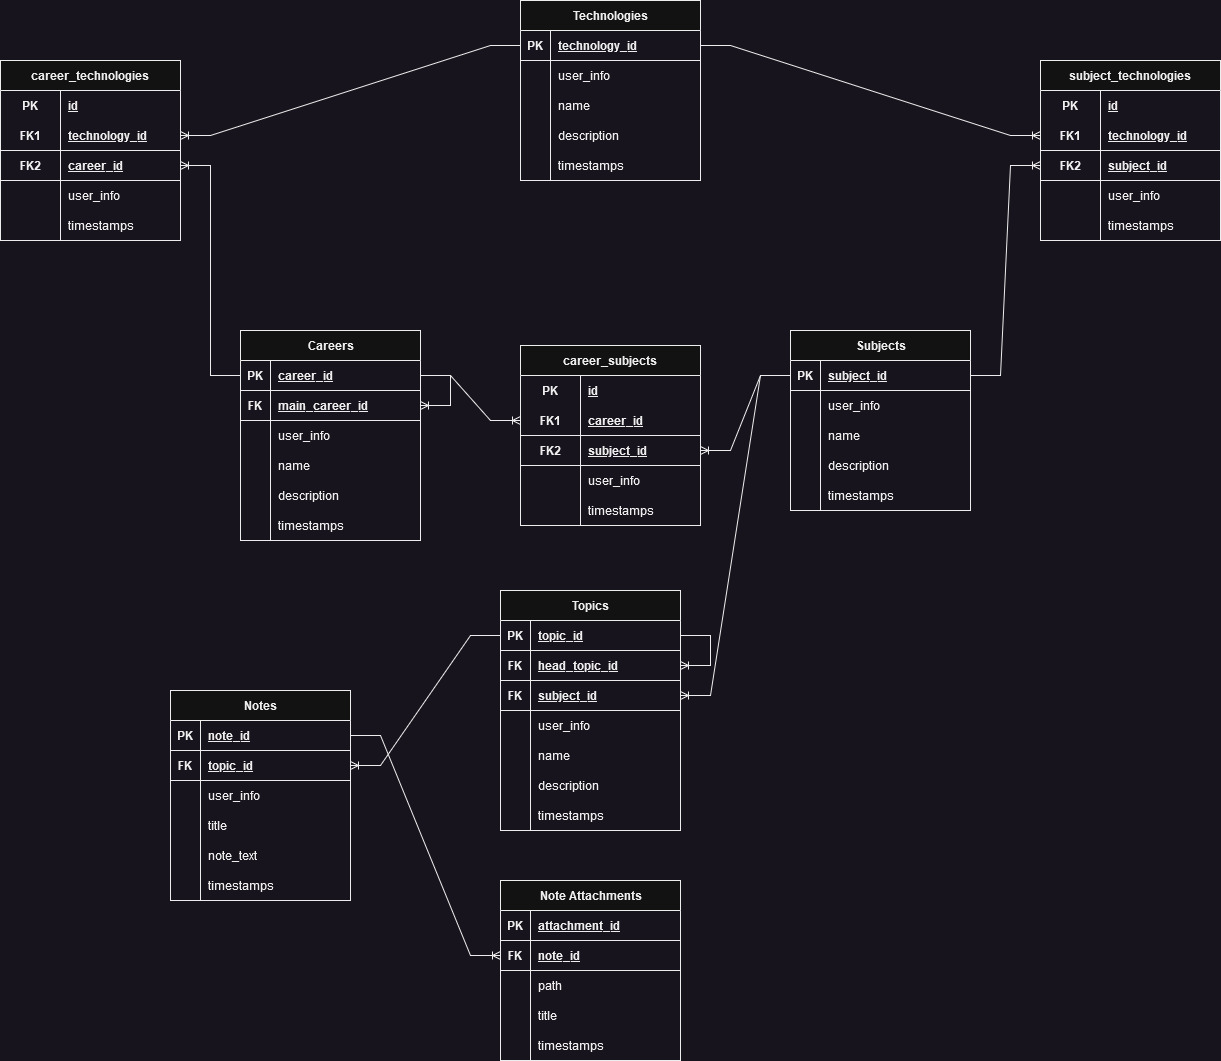 Technologies
PK technology_id
user_info
name
description
timestamps
career_technologies
PK id
FK1 technology_id
FK2 career_id
user_info
timestamps
subject_technologies
PK id
FK1 technology_id
FK2 subject_id
user_info
timestamps
Careers
PK career_id
FK main_career_id
user_info
name
description
timestamps
career_subjects
PK id
FK1 career_id
FK2 subject_id
user_info
timestamps
Subjects
PK subject_id
user_info
name
description
timestamps
Topics
PK topic_id
FK head_topic_id
FK subject_id
user_info
name
description
timestamps
Notes
PK note_id
FK topic_id
user_info
title
note_text
timestamps
Note Attachments
PK attachment_id
FK note_id
path
title
timestamps